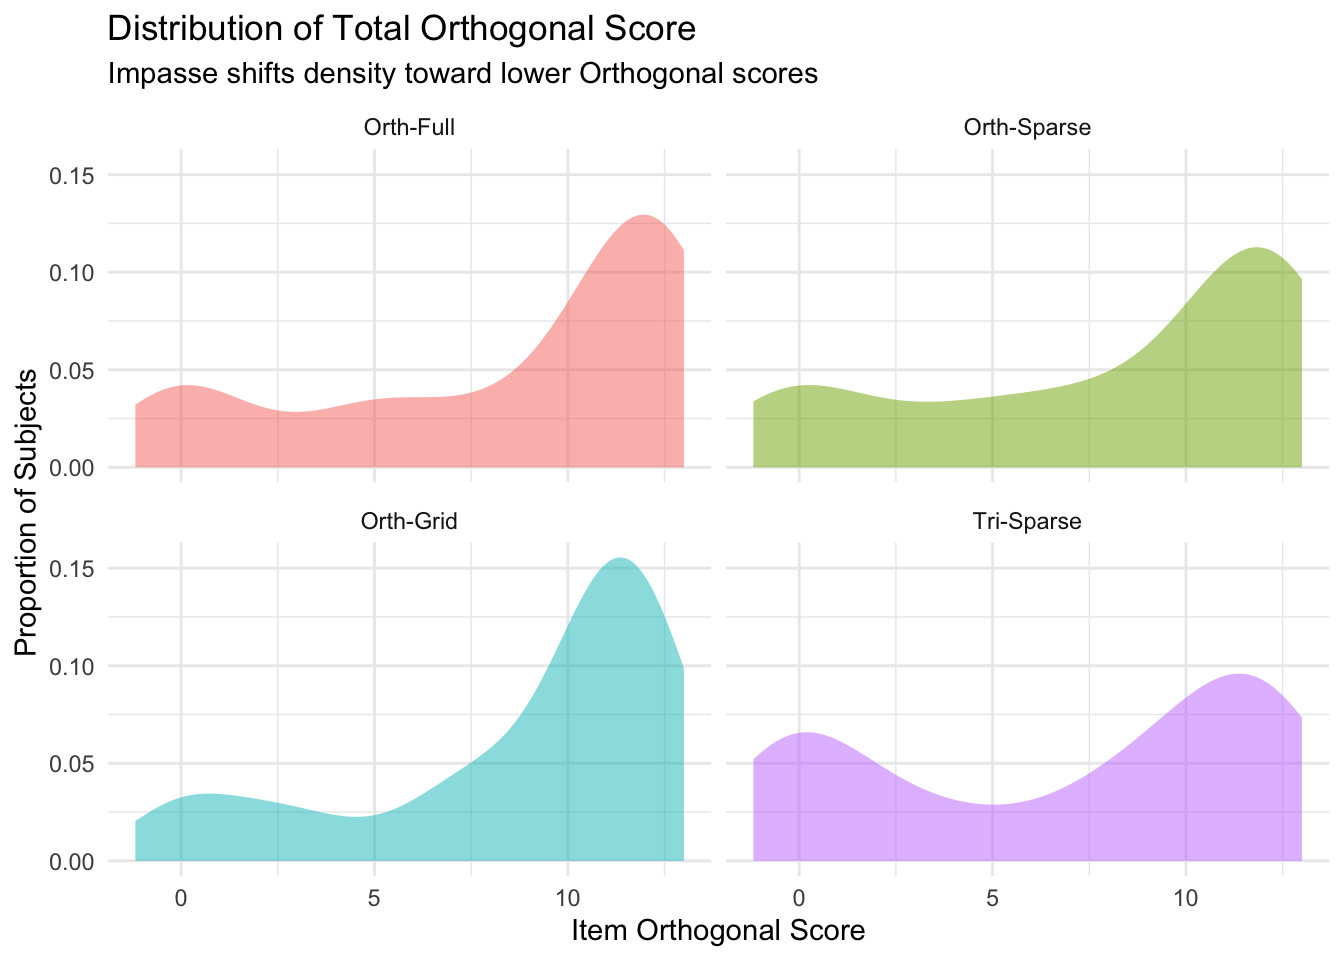 Distribution of Total Orthogonal Score
Impasse shifts density toward lower Orthogonal scores
Orth-Full
Orth-Sparse
0.15
0.10
0.05
0.00
Orth-Grid
Tri-Sparse
0.15
0.10
0.05
0.00
Proportion of Subjects
0 5 10
0 5 10
Item Orthogonal Score